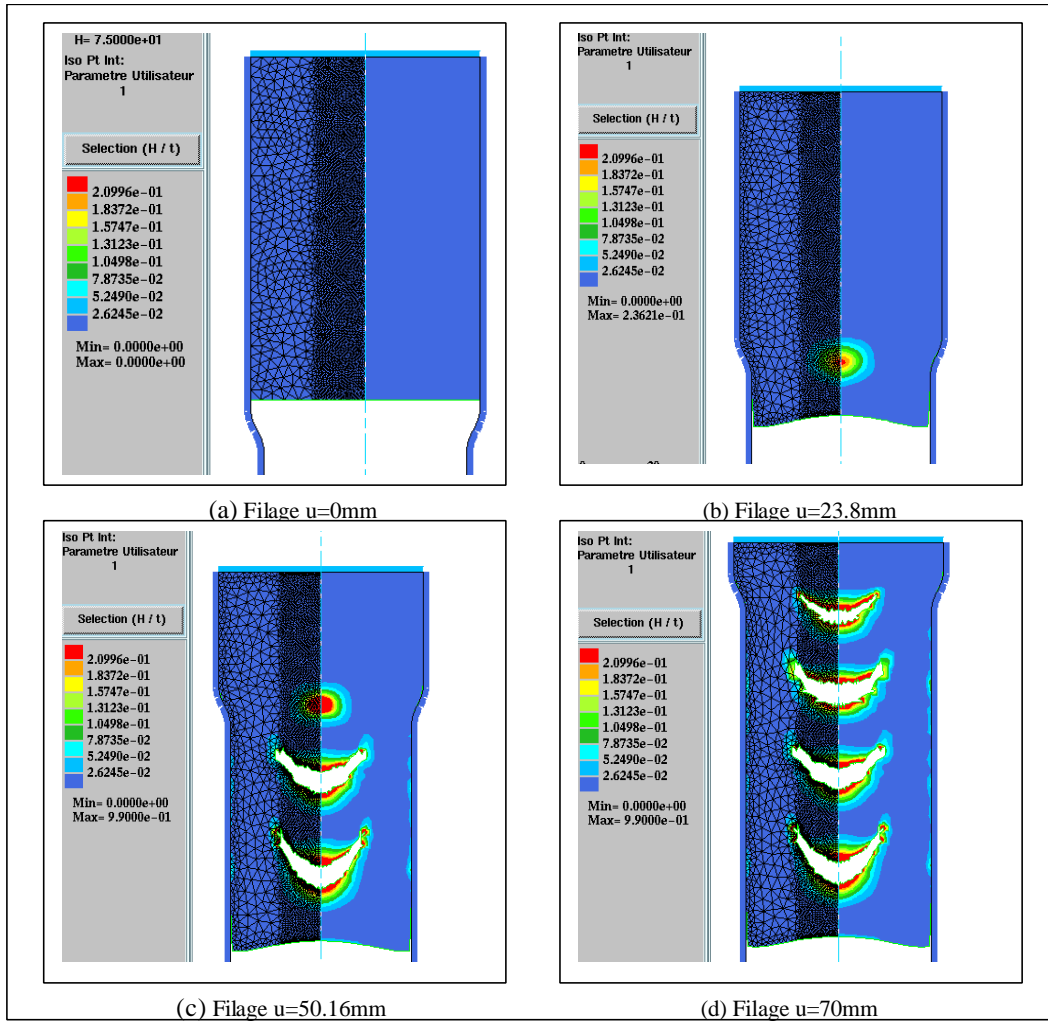 H= 7.5000e+01
Iso Pt Int:
Parametre Utilisateur
1
Selection (H / t)
2.0996e-01
1.8372e-01
1.5747e-01
1.3123e-01
1.0498e-01
7.8735e-02
5.2490e-02
2.6245e-02
Min= 0.0000e+00
Max= 0.0000e+00
(a) Filage u=0mm
Iso Pt Int:
Parametre Utilisateur
1
Selection (H / t)
2.0996e-01
1.8372e-01
1.5747e-01
1.3123e-01
1.0498e-01
7.8735e-02
5.2490e-02
2.6245e-02
Min= 0.0000e+00
Max= 2.3621e-01
(b) Filage u=23.8mm
Iso Pt Int:
Parametre Utilisateur
1
Selection (H / t)
2.0996e-01
1.8372e-01
1.5747e-01
1.3123e-01
1.0498e-01
7.8735e-02
5.2490e-02
2.6245e-02
Min= 0.0000e+00
Max= 9.9000e-01
(c) Filage u=50.16mm
Iso Pt Int:
Parametre Utilisateur
1
Selection (H / t)
2.0996e-01
1.8372e-01
1.5747e-01
1.3123e-01
1.0498e-01
7.8735e-02
5.2490e-02
2.6245e-02
Min= 0.0000e+00
Max= 9.9000e-01
(d) Filage u=70mm